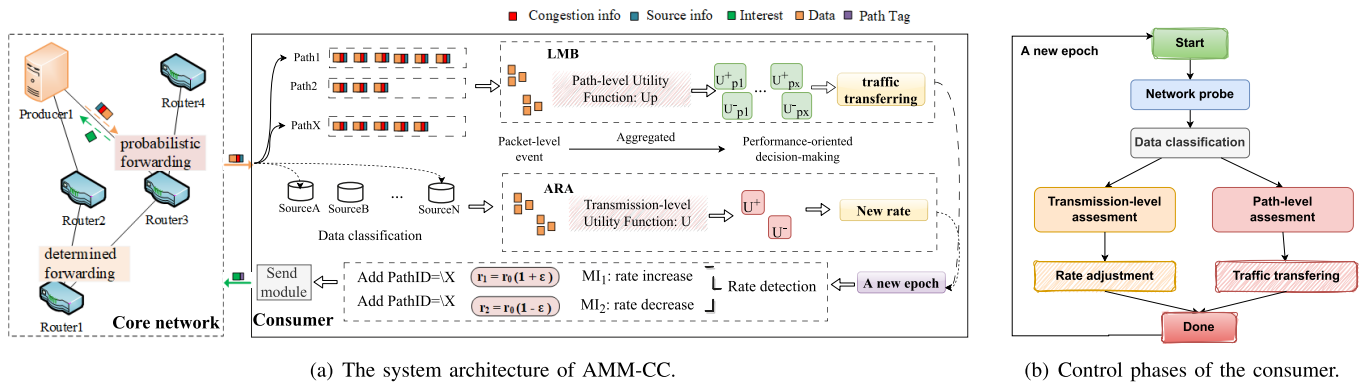 Congestion info Source info Interest Data Path Tag
Producer1
Router4
probabilistic
forwarding
Router2
Router3
determined
forwarding
Router1
Core network
Path1
Path2
PathX
LMB
Path-level Utility
Function: Up
U⁺p1 ... U⁺px
U⁻p1 U⁻px
traffic
transferring
Packet-level
event
Aggregated
Performance-oriented
decision-making
SourceA SourceB ... SourceN
Data classification
ARA
Transmission-level
Utility Function: U
U⁺
U⁻
New rate
Send
module
Add PathID=\X
Add PathID=\X
r₁ = r₀(1 + ε)
r₂ = r₀(1 - ε)
MI₁: rate increase
MI₂: rate decrease
Rate detection
A new epoch
Consumer
(a) The system architecture of AMM-CC.
A new epoch
Start
Network probe
Data classification
Transmission-level
assesment
Path-level
assesment
Rate adjustment
Traffic transfering
Done
(b) Control phases of the consumer.